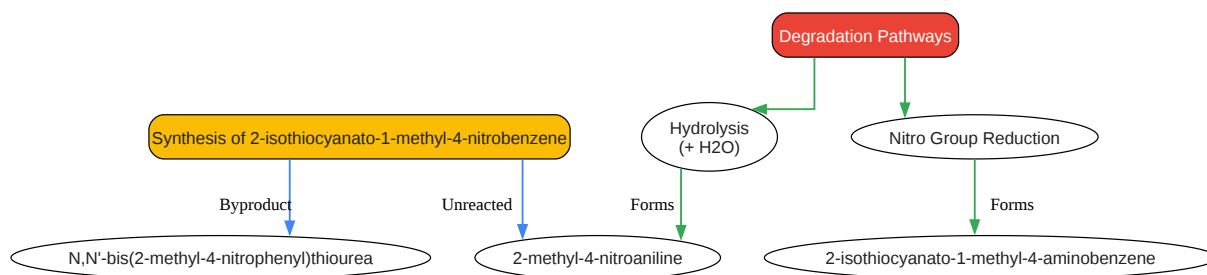 Degradation Pathways
Synthesis of 2-isothiocyanato-1-methyl-4-nitrobenzene
Hydrolysis
(+ H2O)
Nitro Group Reduction
Byproduct
Unreacted
Forms
Forms
N,N'-bis(2-methyl-4-nitrophenyl)thiourea
2-methyl-4-nitroaniline
2-isothiocyanato-1-methyl-4-aminobenzene